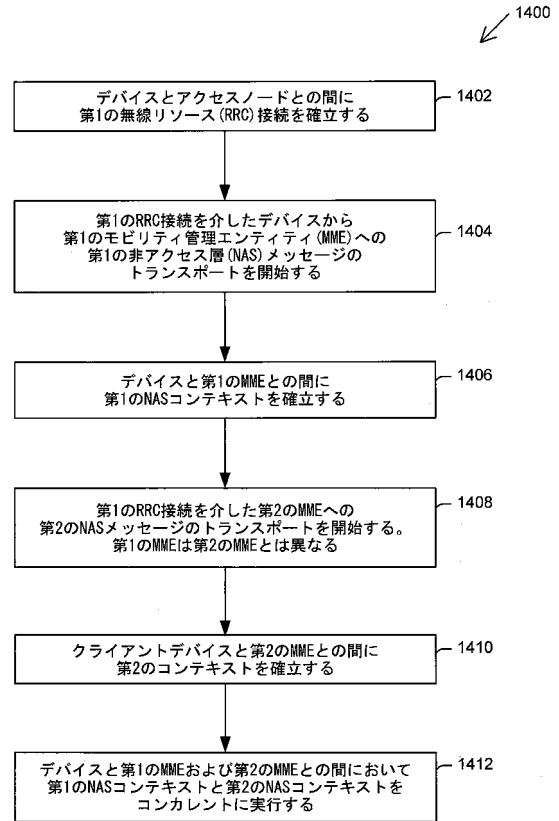 1400
デバイスとアクセスノードとの間に
第1の無線リソース(RRC)接続を確立する
1402
第1のRRC接続を介したデバイスから
第1のモビリティ管理エンティティ(MME)への
第1の非アクセス層(NAS)メッセージの
トランスポートを開始する
1404
デバイスと第1のMMEとの間に
第1のNASコンテキストを確立する
1406
第1のRRC接続を介した第2のMMEへの
第2のNASメッセージのトランスポートを開始する。
第1のMMEは第2のMMEとは異なる
1408
クライアントデバイスと第2のMMEとの間に
第2のコンテキストを確立する
1410
デバイスと第1のMMEおよび第2のMMEとの間において
第1のNASコンテキストと第2のNASコンテキストを
コンカレントに実行する
1412